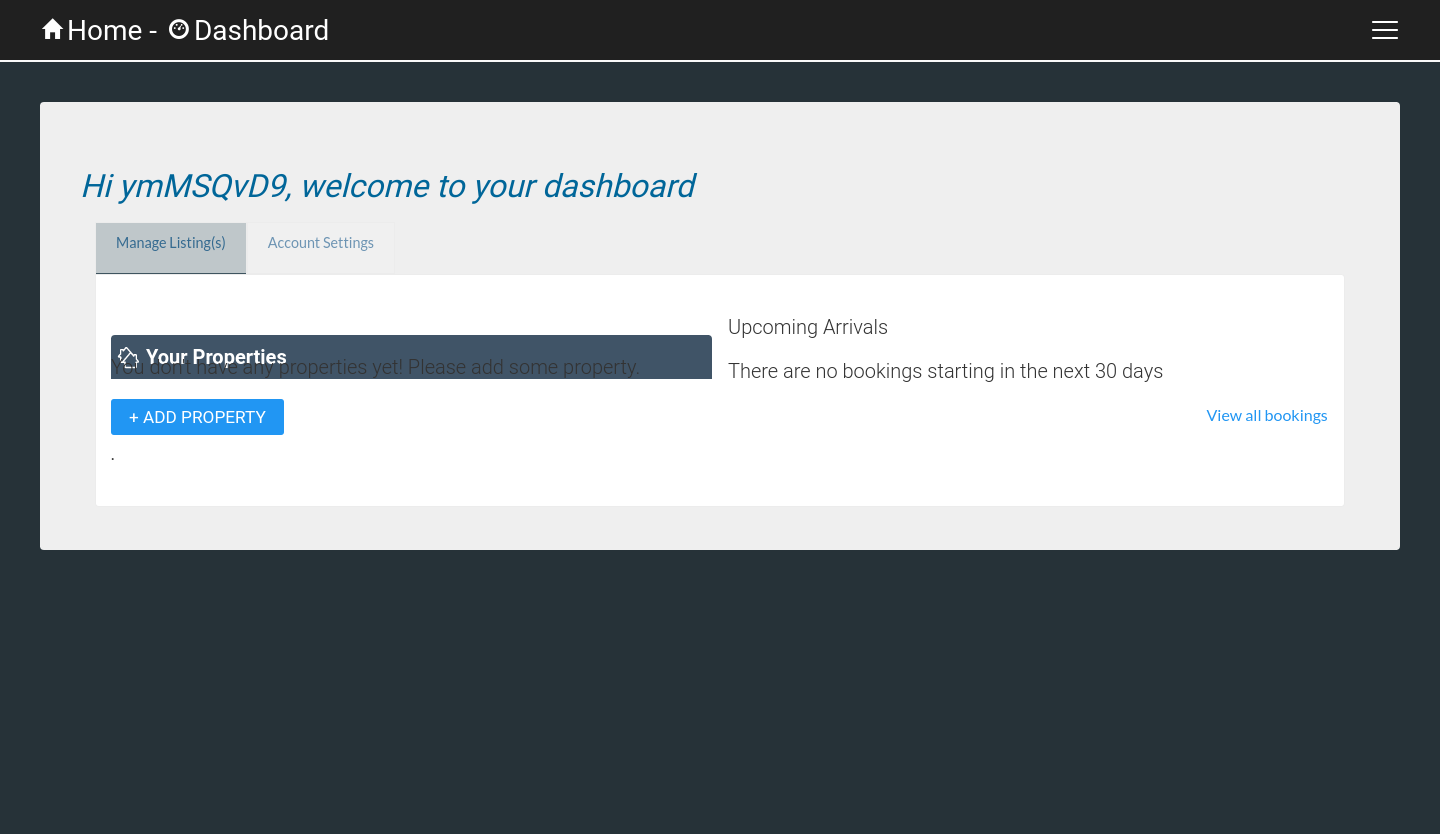 Home - Dashboard
Hi ymMSQvD9, welcome to your dashboard
Manage Listing(s)
Account Settings
Your Properties
You don't have any properties yet! Please add some property.
+ ADD PROPERTY
.
Upcoming Arrivals
There are no bookings starting in the next 30 days
View all bookings